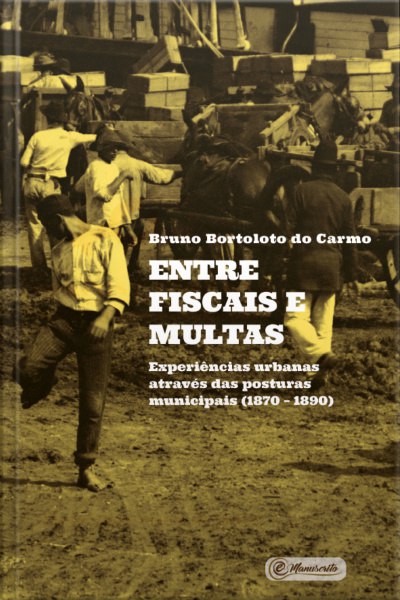 Bruno Bortoloto do Carmo
ENTRE
FISCAIS E
MULTAS
Experiências urbanas
através das posturas
municipais (1870 – 1890)
e Manuscrito